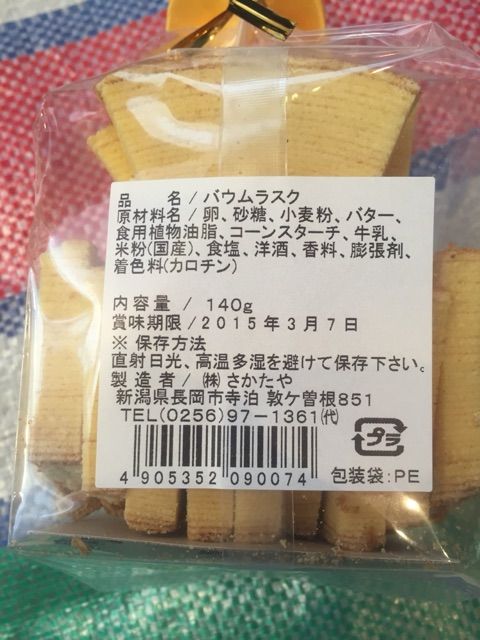 品　　名 / バウムラスク
原材料名 / 卵、砂糖、小麦粉、バター、
食用植物油脂、コーンスターチ、牛乳、
米粉(国産)、食塩、洋酒、香料、膨張剤、
着色料(カロチン)
内容量 / 140g
賞味期限 / 2015年3月7日
※ 保存方法
直射日光、高温多湿を避けて保存下さい。
製造者 / ㈱ さかたや
新潟県長岡市寺泊 敦ケ曽根851
TEL(0256)97-1361㈹
プラ
4 905352 090074
包装袋:PE